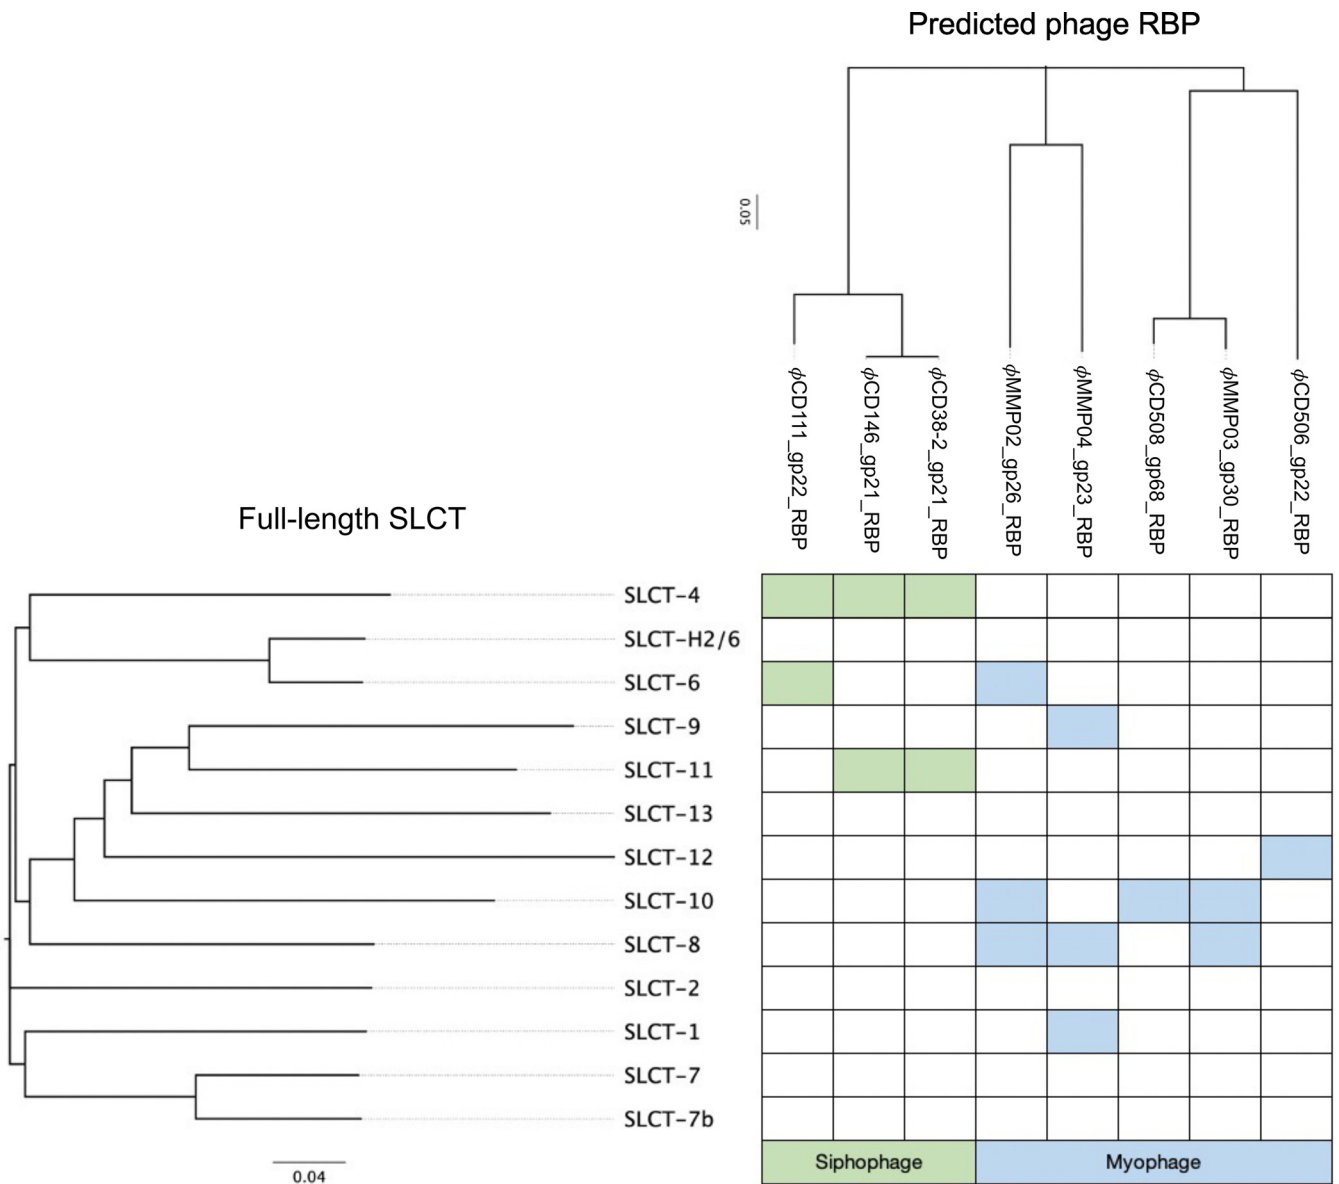 Predicted phage RBP
0.05
ϕCD111_gp22_RBP
ϕCD146_gp21_RBP
ϕCD38-2_gp21_RBP
ϕMMP02_gp26_RBP
ϕMMP04_gp23_RBP
ϕCD508_gp68_RBP
ϕMMP03_gp30_RBP
ϕCD506_gp22_RBP
Full-length SLCT
SLCT-4
SLCT-H2/6
SLCT-6
SLCT-9
SLCT-11
SLCT-13
SLCT-12
SLCT-10
SLCT-8
SLCT-2
SLCT-1
SLCT-7
SLCT-7b
0.04
Siphophage
Myophage